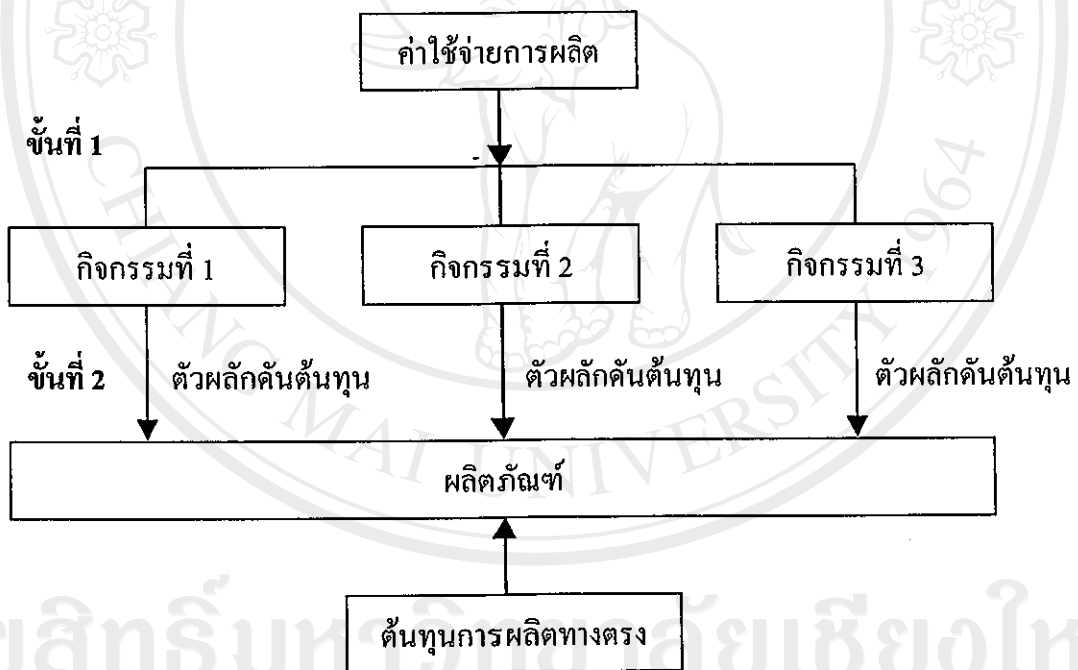 ค่าใช้จ่ายการผลิต
ขั้นที่ 1
กิจกรรมที่ 1
กิจกรรมที่ 2
กิจกรรมที่ 3
ขั้นที่ 2
ตัวผลักดันต้นทุน
ตัวผลักดันต้นทุน
ตัวผลักดันต้นทุน
ผลิตภัณฑ์
ต้นทุนการผลิตทางตรง
CHIANG MAI UNIVERSITY 1964